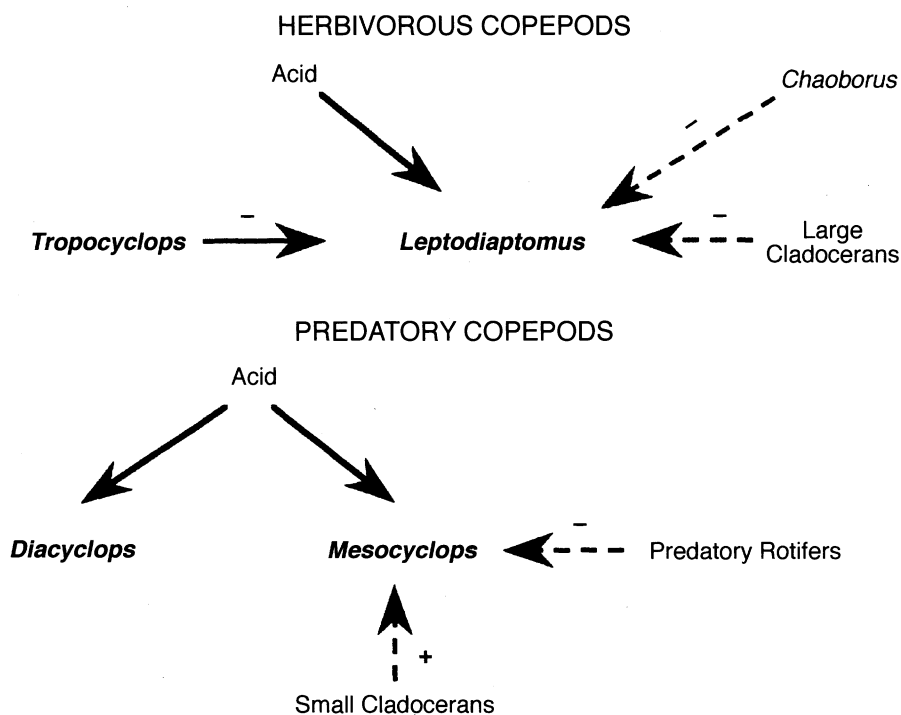 HERBIVOROUS COPEPODS
Acid
Chaoborus
–
–
–
Tropocyclops
Leptodiaptomus
Large
Cladocerans
PREDATORY COPEPODS
Acid
–
Diacyclops
Mesocyclops
Predatory Rotifers
+
Small Cladocerans